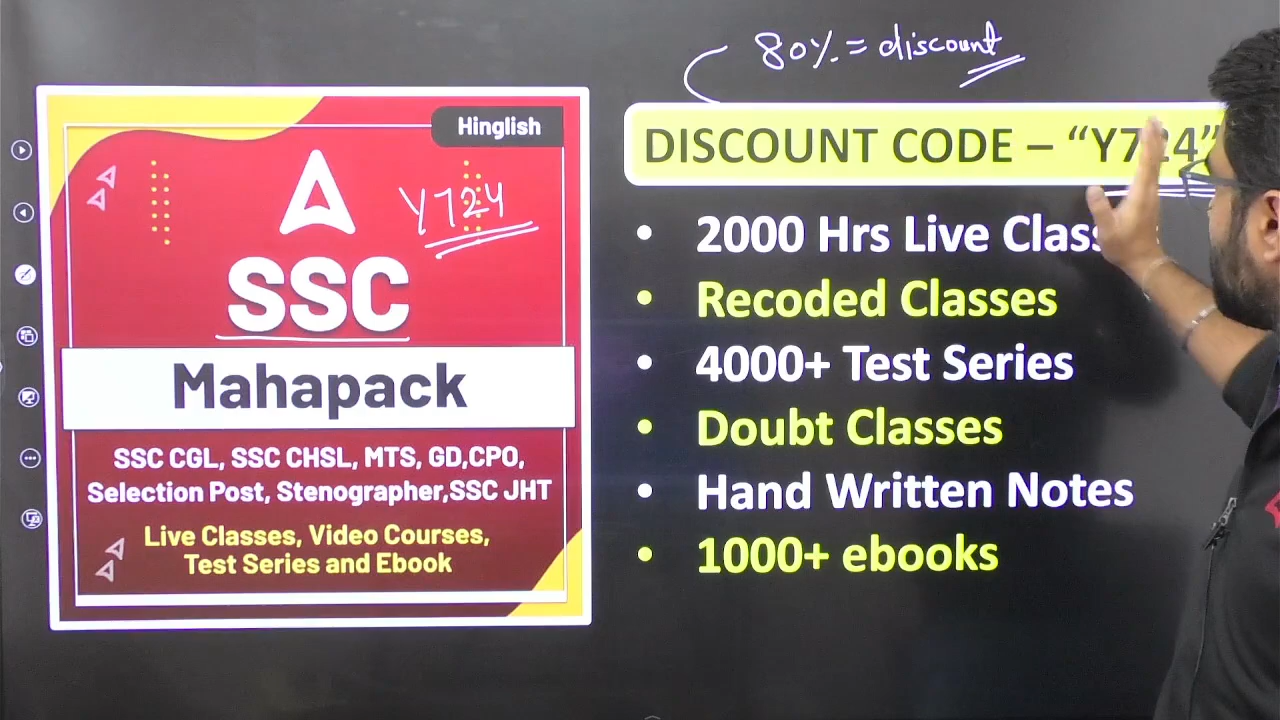 80% = discount
Hinglish
Y724
SSC
Mahapack
SSC CGL, SSC CHSL, MTS, GD,CPO,
Selection Post, Stenographer,SSC JHT
Live Classes, Video Courses,
Test Series and Ebook
DISCOUNT CODE – “Y724”
• 2000 Hrs Live
• Recoded Classes
• 4000+ Test Series
• Doubt Classes
• Hand Written Notes
• 1000+ ebooks